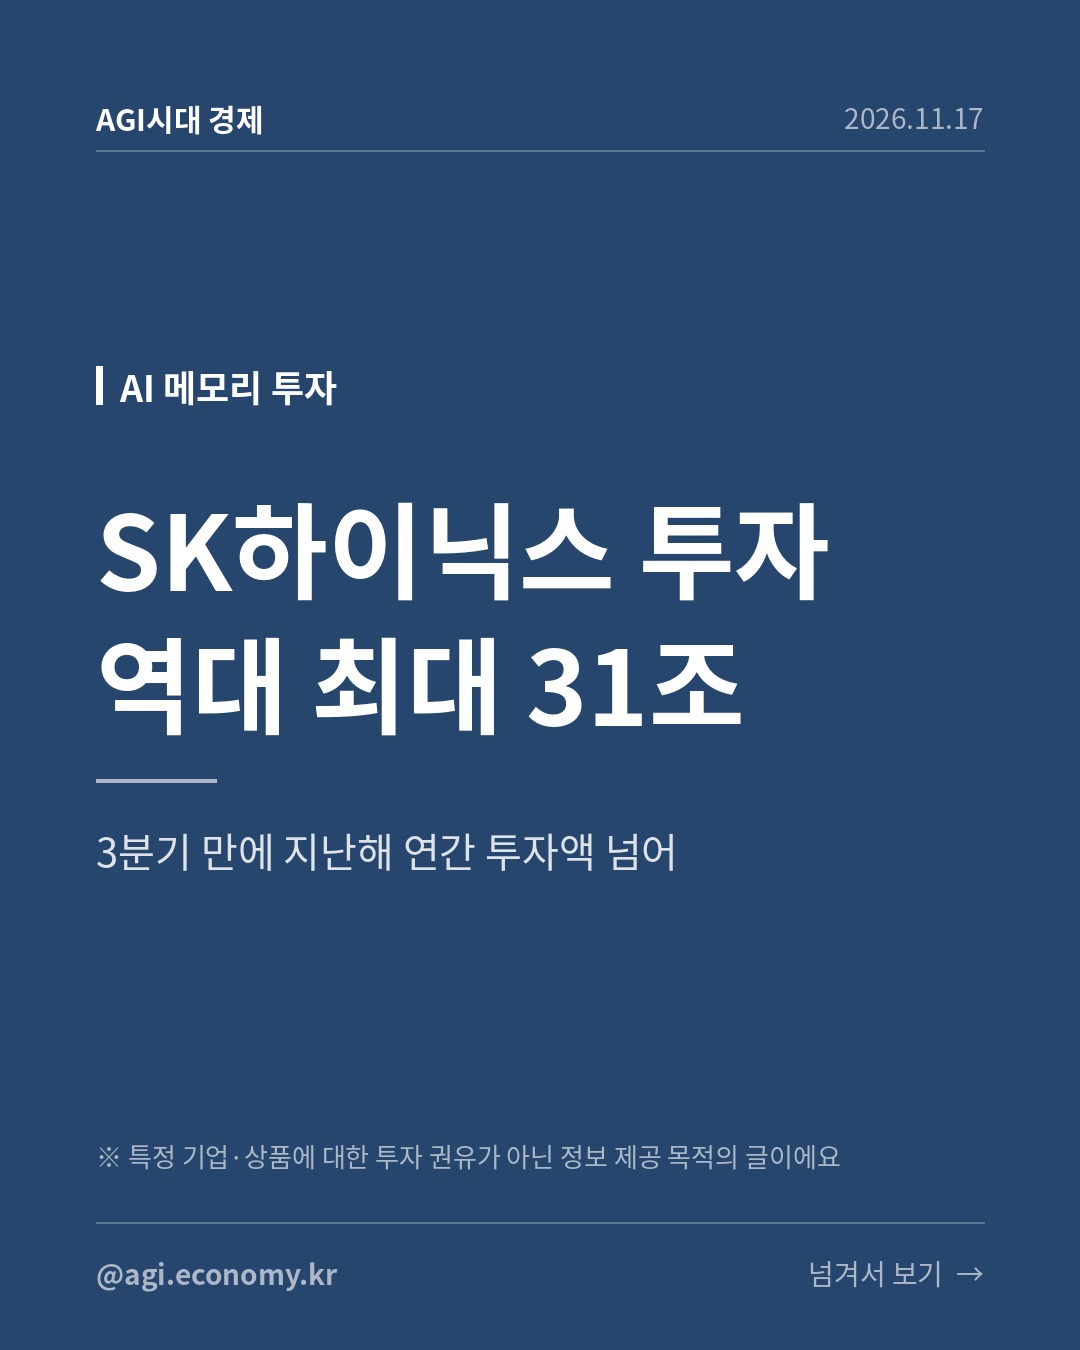 AGI시대 경제
2026.11.17
AI 메모리 투자
SK하이닉스 투자
역대 최대 31조
3분기 만에 지난해 연간 투자액 넘어
※ 특정 기업·상품에 대한 투자 권유가 아닌 정보 제공 목적의 글이에요
@agi.economy.kr
넘겨서 보기 →